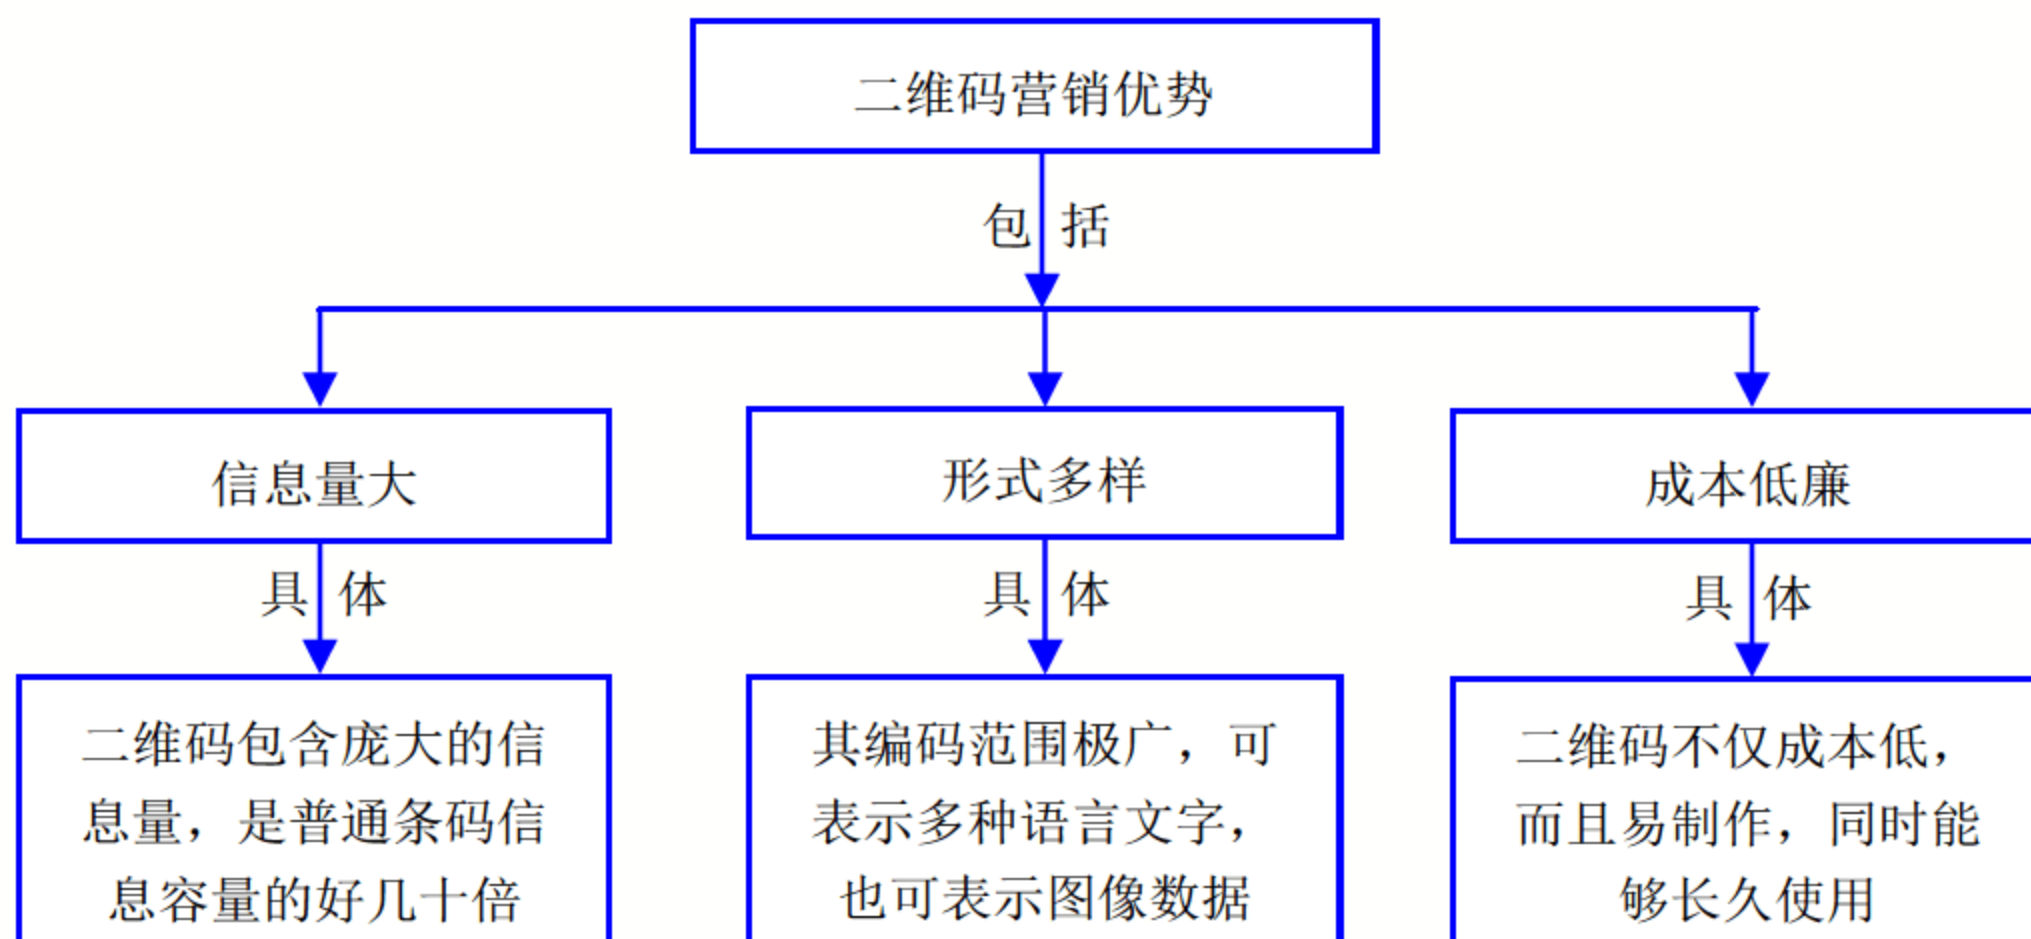 二维码营销优势
包括
信息量大
形式多样
成本低廉
具体
具体
具体
二维码包含庞大的信
息量，是普通条码信
息容量的好几十倍
其编码范围极广，可
表示多种语言文字，
也可表示图像数据
二维码不仅成本低，
而且易制作，同时能
够长久使用